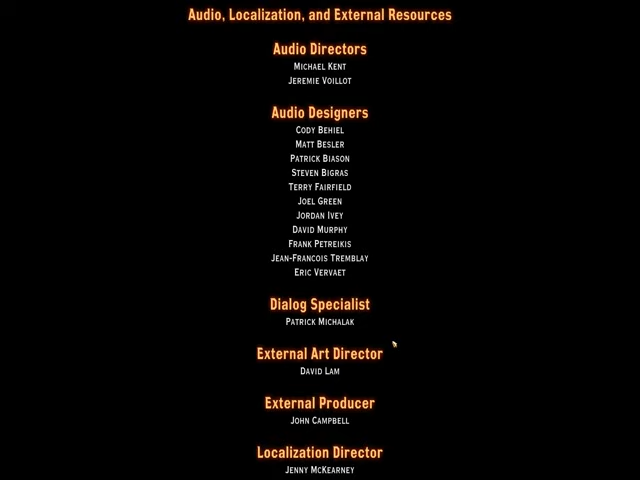 Audio, Localization, and External Resources
Audio Directors
Michael Kent
Jeremie Voillot
Audio Designers
Cody Behiel
Matt Besler
Patrick Biason
Steven Bigras
Terry Fairfield
Joel Green
Jordan Ivey
David Murphy
Frank Petreikis
Jean-Francois Tremblay
Eric Vervaet
Dialog Specialist
Patrick Michalak
External Art Director
David Lam
External Producer
John Campbell
Localization Director
Jenny McKearney